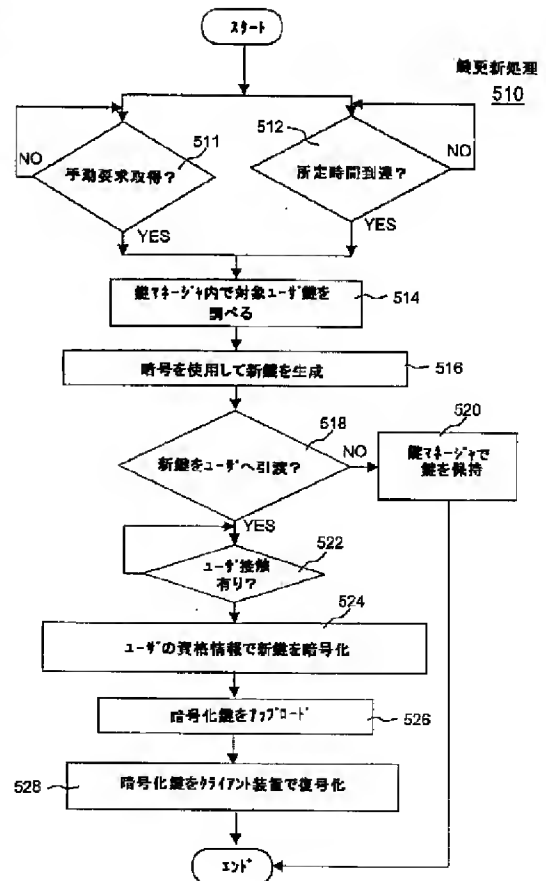 スタート
鍵更新処理
510
511
手動要求取得?
NO
YES
512
所定時間到達?
NO
YES
鍵マネージャ内で対象ユーザ鍵を
調べる
514
暗号を使用して新鍵を生成
516
518
新鍵をユーザへ引渡?
NO
YES
520
鍵マネージャで
鍵を保持
522
ユーザ接触
有り?
524
ユーザの資格情報で新鍵を暗号化
暗号化鍵をアップロード
526
528
暗号化鍵をクライアント装置で復号化
エンド